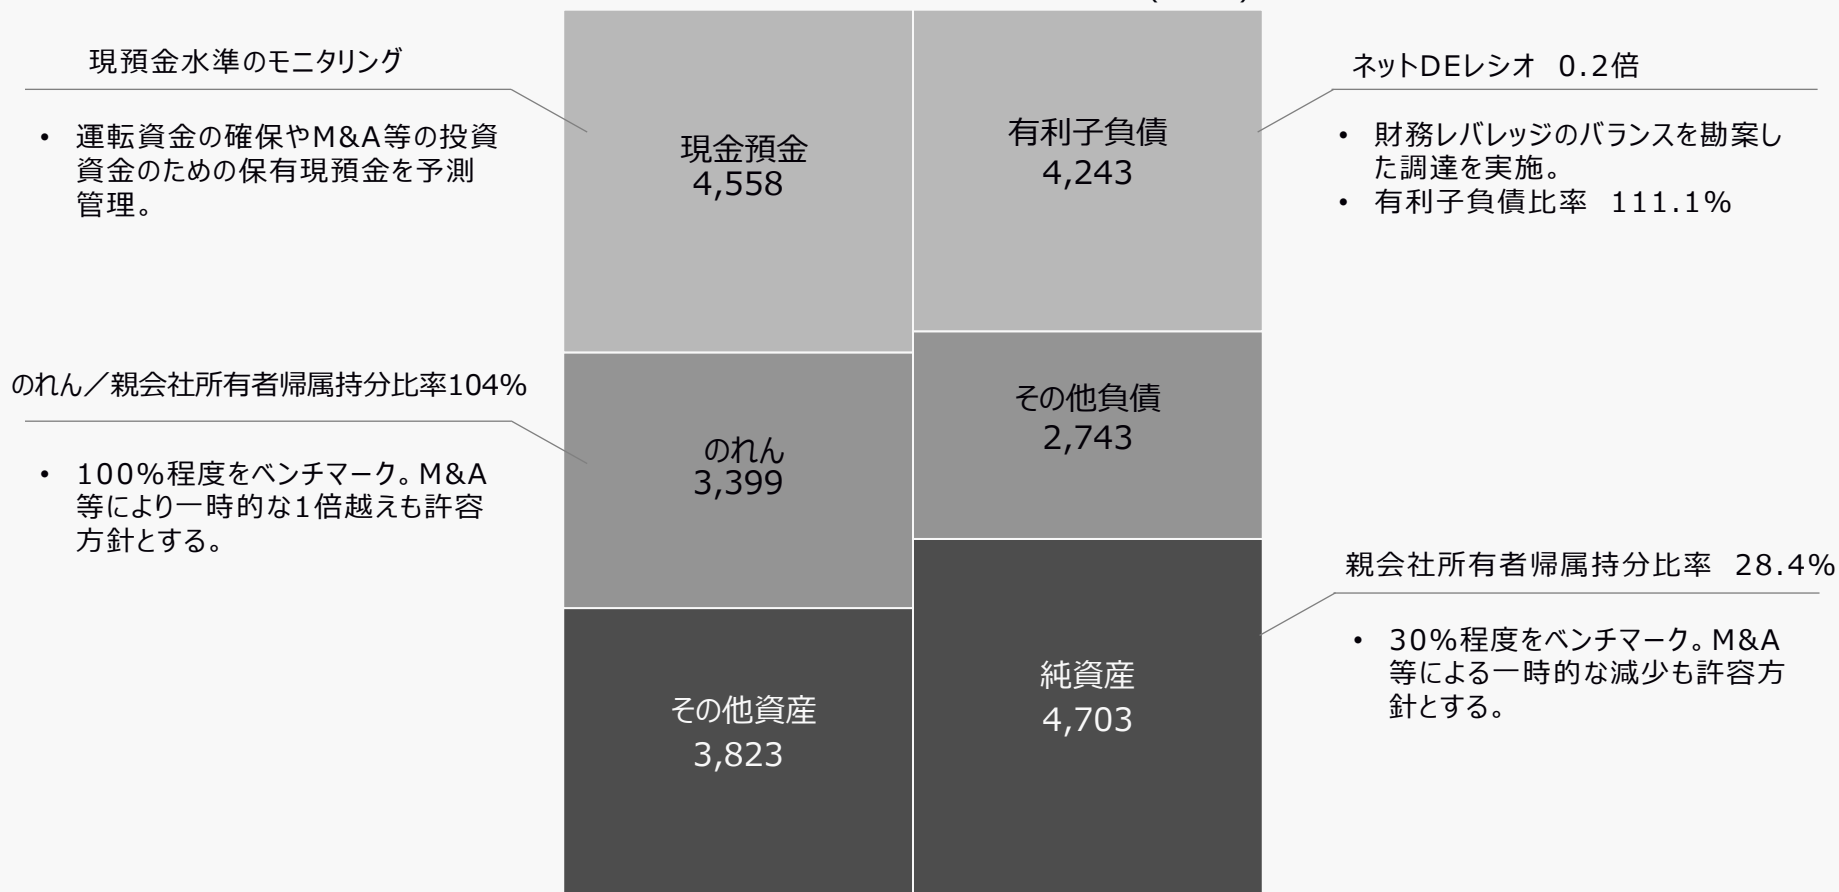 現預金水準のモニタリング
• 運転資金の確保やM&A等の投資
資金のための保有現預金を予測
管理。
のれん／親会社所有者帰属持分比率104%
• 100%程度をベンチマーク。M&A
等により一時的な1倍越えも許容
方針とする。
現金預金
4,558
のれん
3,399
その他資産
3,823
有利子負債
4,243
その他負債
2,743
純資産
4,703
ネットDEレシオ 0.2倍
• 財務レバレッジのバランスを勘案し
た調達を実施。
• 有利子負債比率 111.1%
親会社所有者帰属持分比率 28.4%
• 30%程度をベンチマーク。M&A
等による一時的な減少も許容方
針とする。